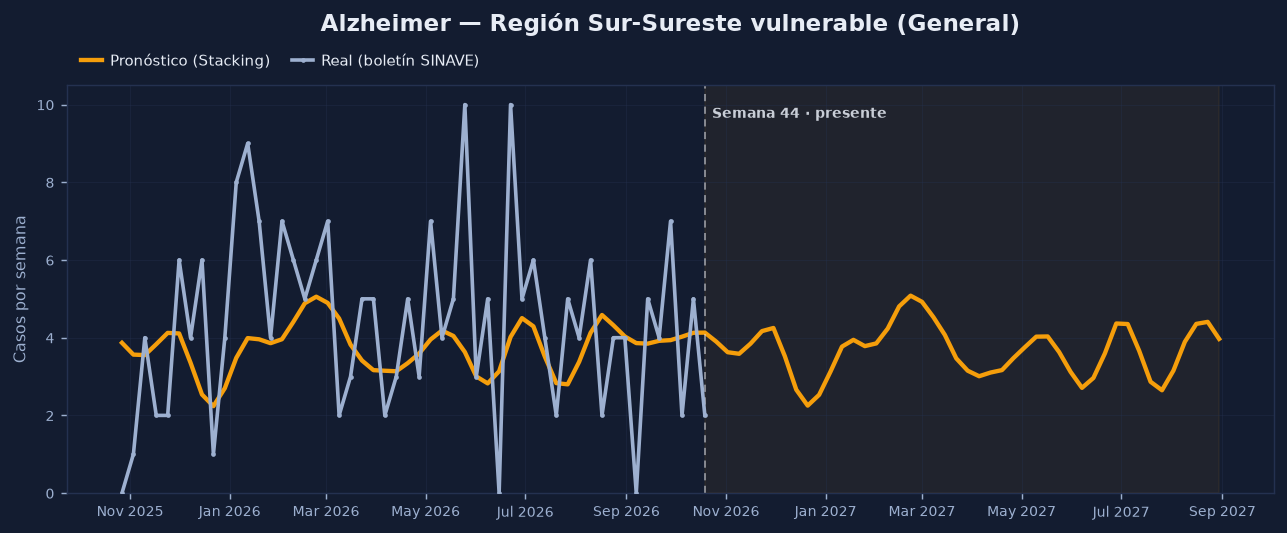 Alzheimer — Región Sur-Sureste vulnerable (General)
Pronóstico (Stacking) Real (boletín SINAVE)
Semana 44 · presente
Casos por semana
10
8
6
4
2
0
Nov 2025 Jan 2026 Mar 2026 May 2026 Jul 2026 Sep 2026 Nov 2026 Jan 2027 Mar 2027 May 2027 Jul 2027 Sep 2027